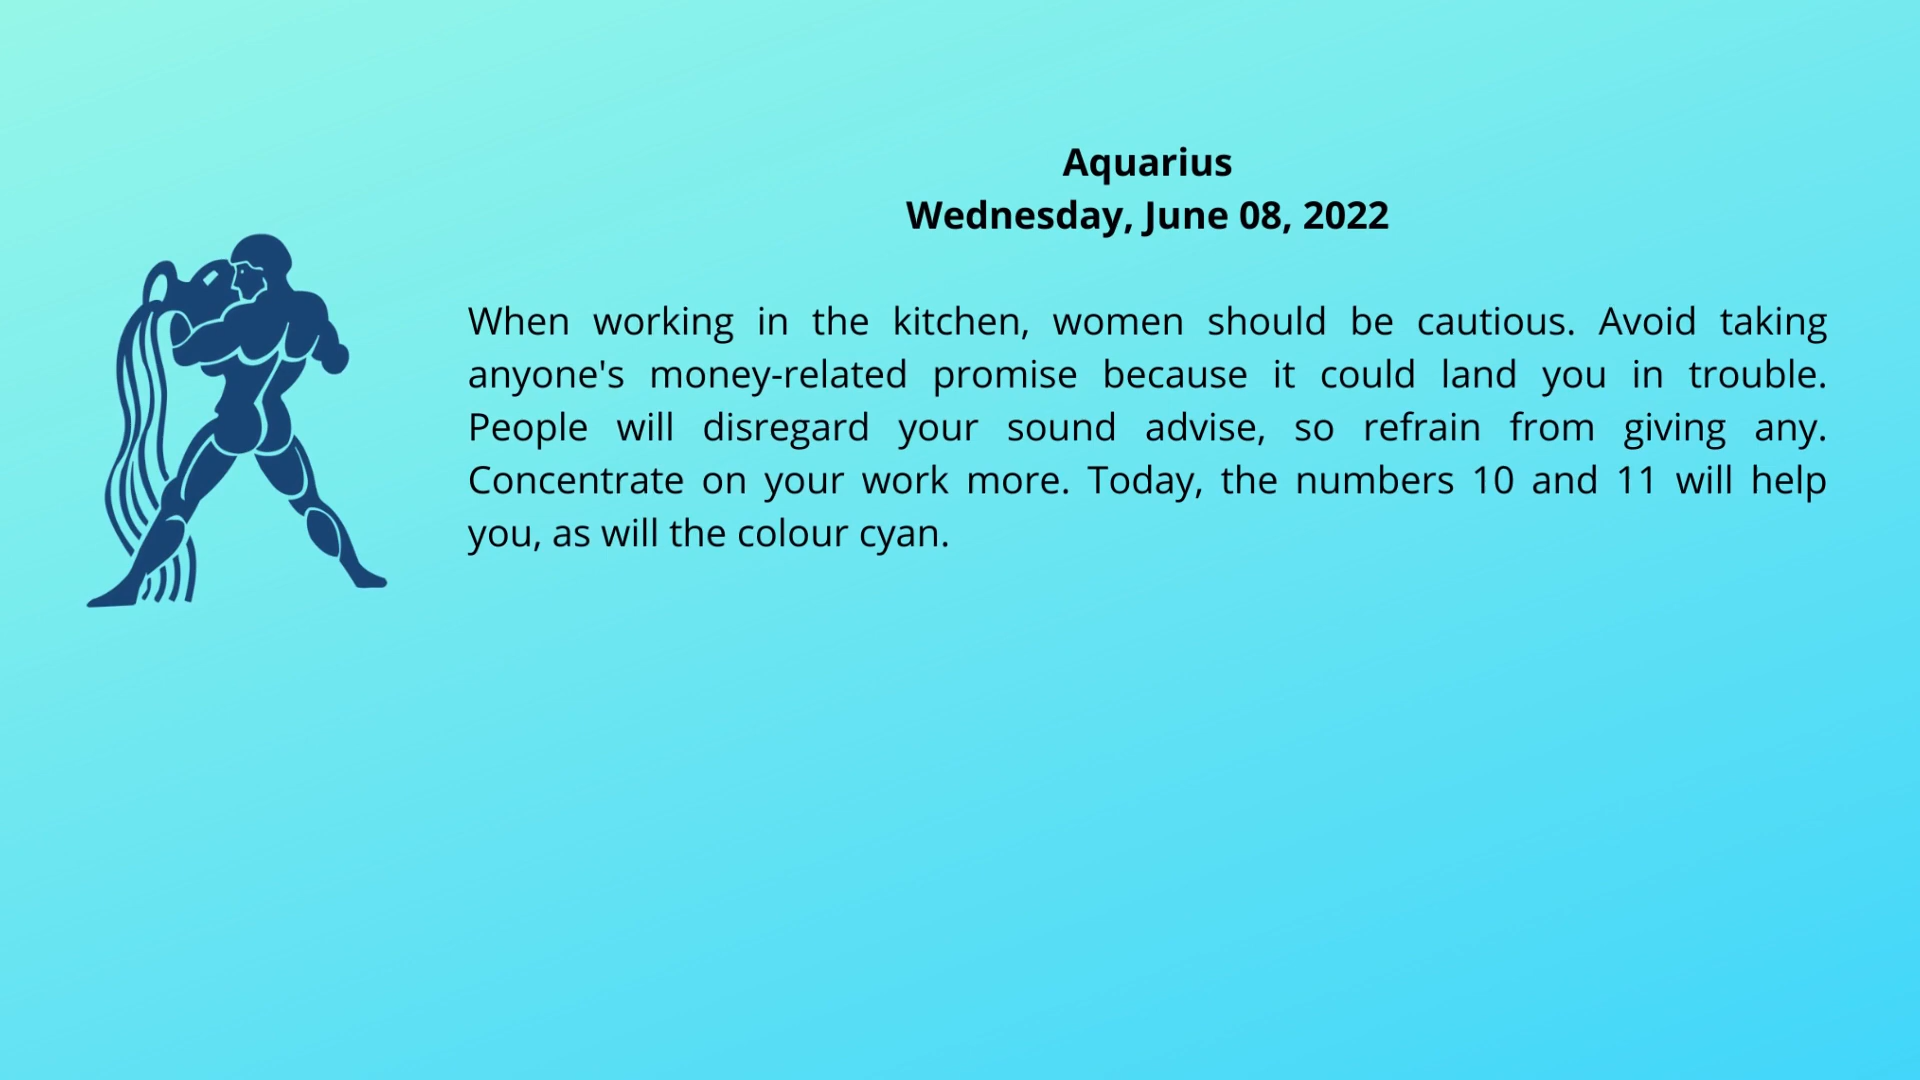 Aquarius
Wednesday, June 08, 2022
When working in the kitchen, women should be cautious. Avoid taking
anyone's money-related promise because it could land you in trouble.
People will disregard your sound advise, so refrain from giving any.
Concentrate on your work more. Today, the numbers 10 and 11 will help
you, as will the colour cyan.